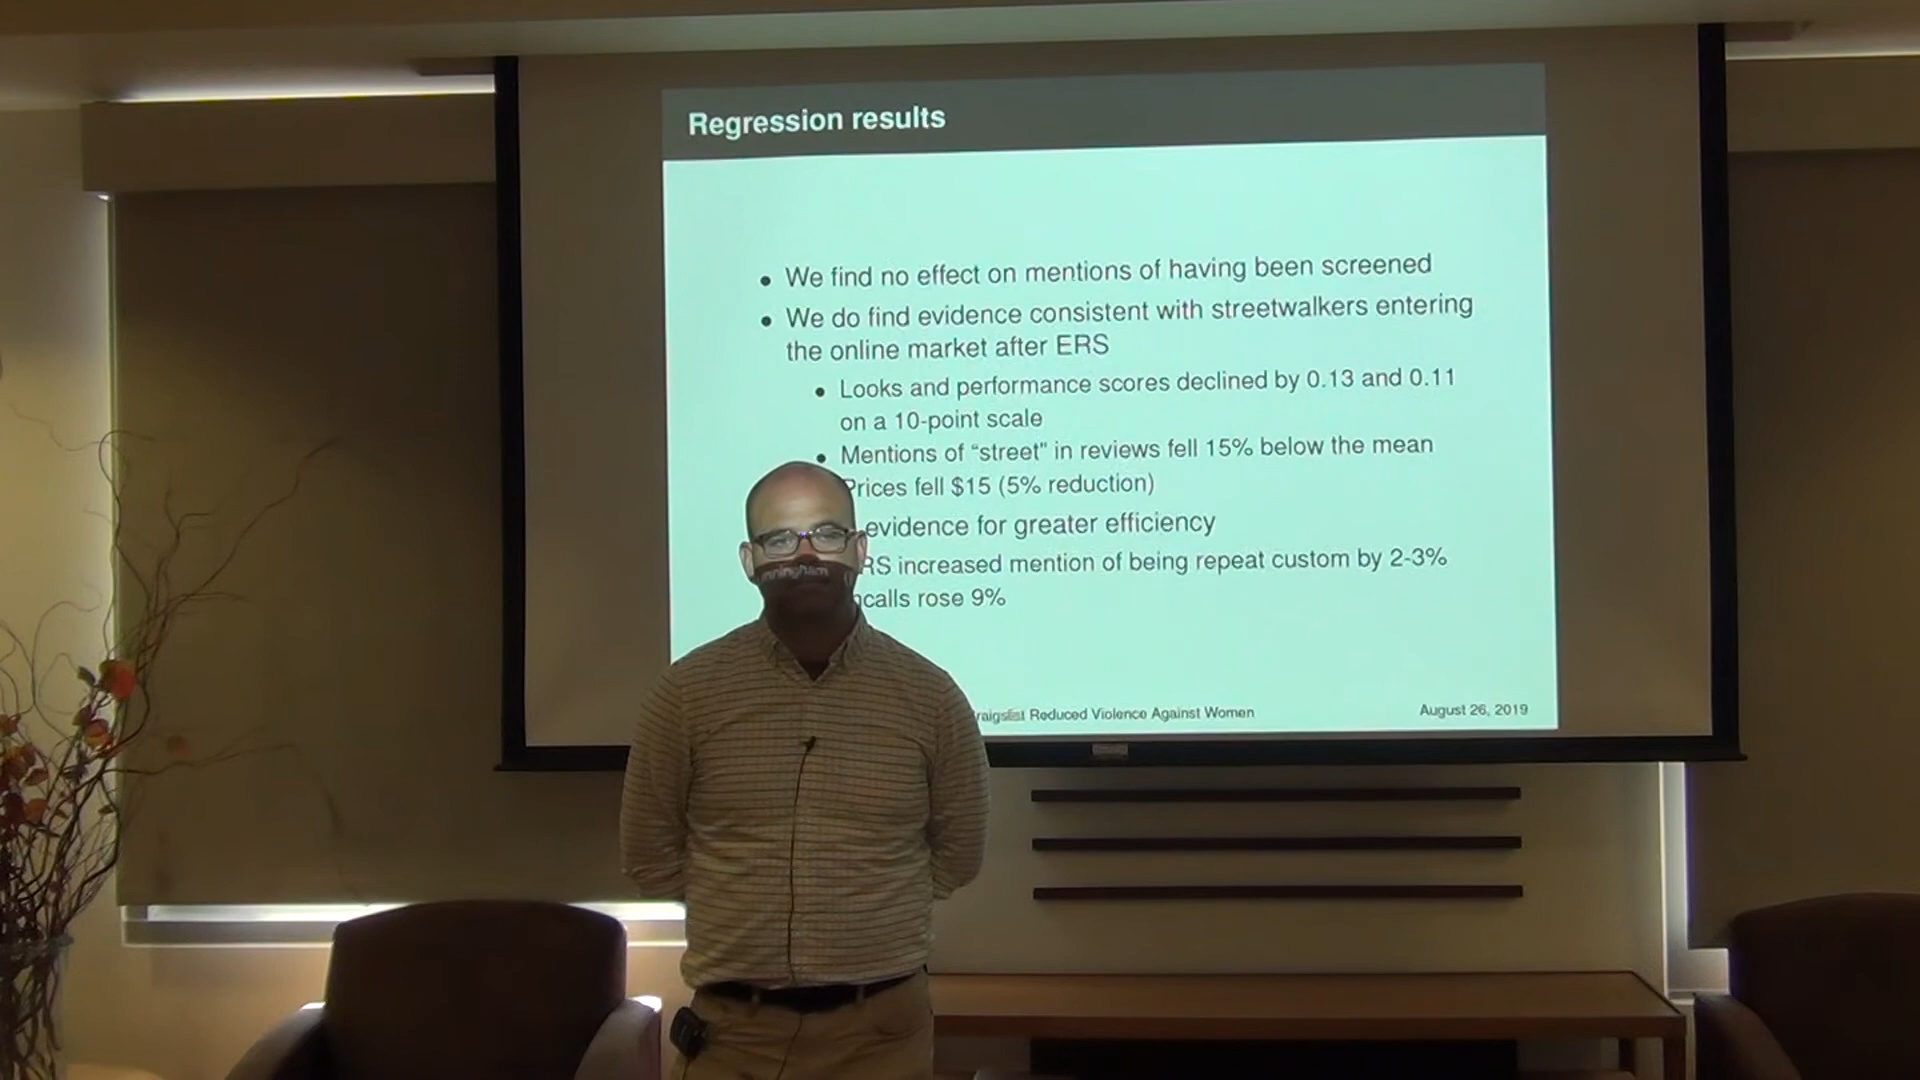 Regression results
• We find no effect on mentions of having been screened
• We do find evidence consistent with streetwalkers entering
the online market after ERS
• Looks and performance scores declined by 0.13 and 0.11
on a 10-point scale
• Mentions of “street" in reviews fell 15% below the mean
Prices fell $15 (5% reduction)
evidence for greater efficiency
RS increased mention of being repeat custom by 2-3%
calls rose 9%
unningham
raigslist Reduced Violence Against Women
August 26, 2019